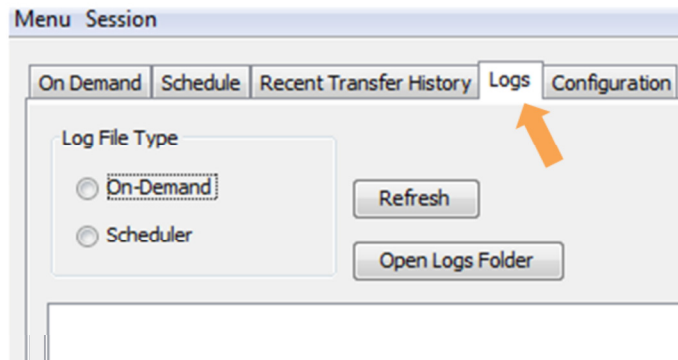 Menu Session
On Demand Schedule Recent Transfer History Logs Configuration
Log File Type
On-Demand
Refresh
Scheduler
Open Logs Folder